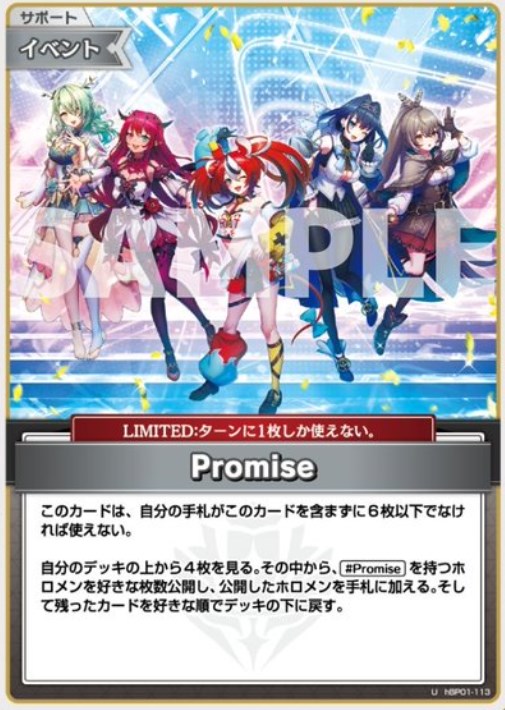 サポート
イベント
SAMPLE
LIMITED:ターンに1枚しか使えない。
Promise
このカードは、自分の手札がこのカードを含まずに6枚以下でなけ
れば使えない。
自分のデッキの上から4枚を見る。その中から、#Promiseを持つホ
ロメンを好きな枚数公開し、公開したホロメンを手札に加える。そし
て残ったカードを好きな順でデッキの下に戻す。
U hBP01-113